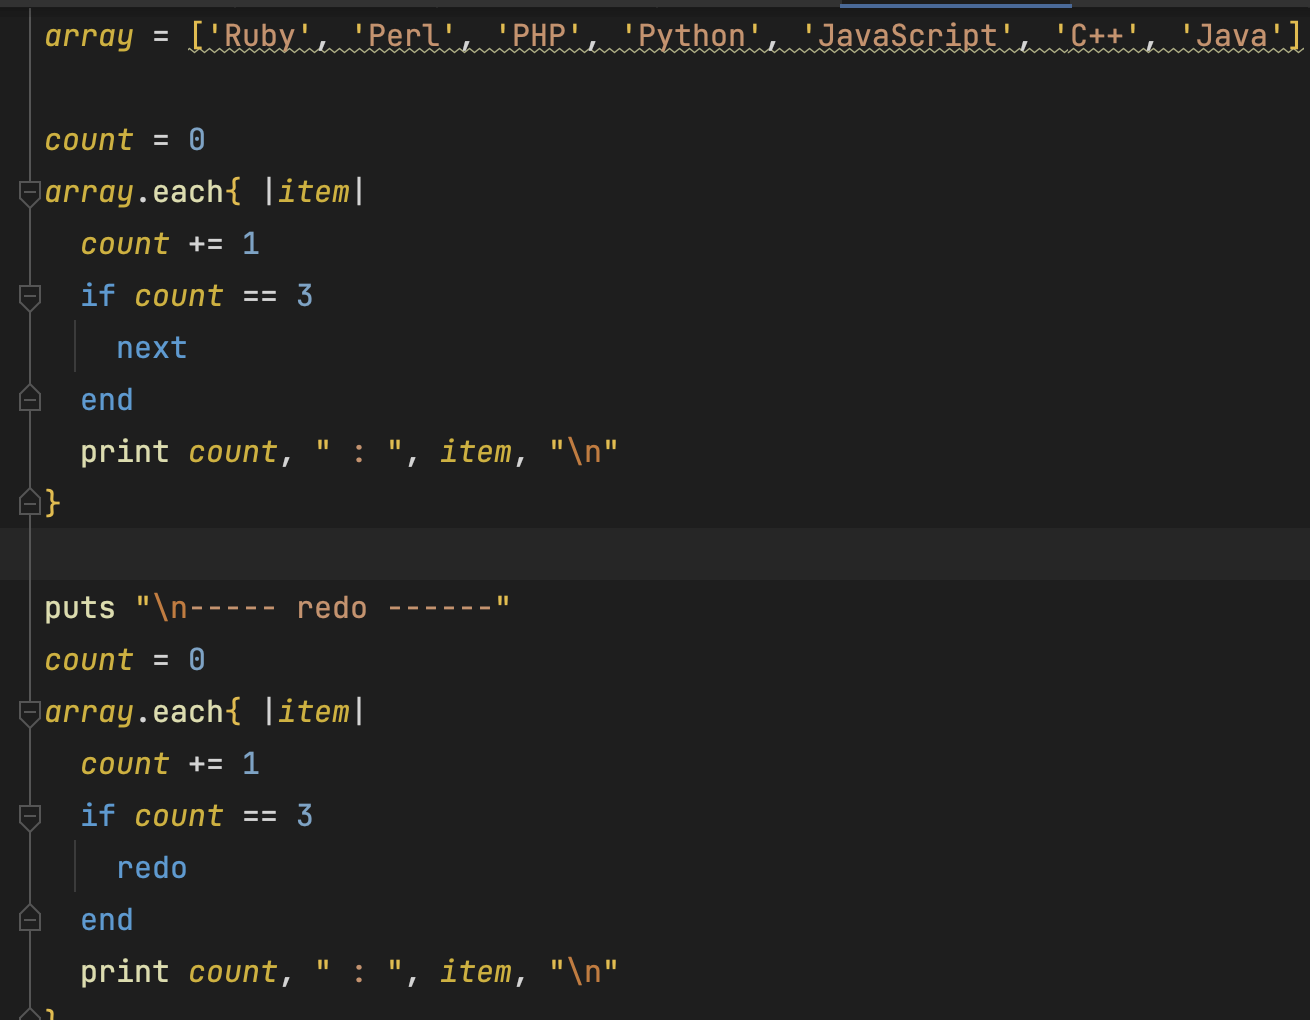 array = ['Ruby', 'Perl', 'PHP', 'Python', 'JavaScript', 'C++', 'Java']
count = 0
array.each{ |item|
  count += 1
  if count == 3
    next
  end
  print count, " : ", item, "\n"
}
puts "\n----- redo ------"
count = 0
array.each{ |item|
  count += 1
  if count == 3
    redo
  end
  print count, " : ", item, "\n"
}